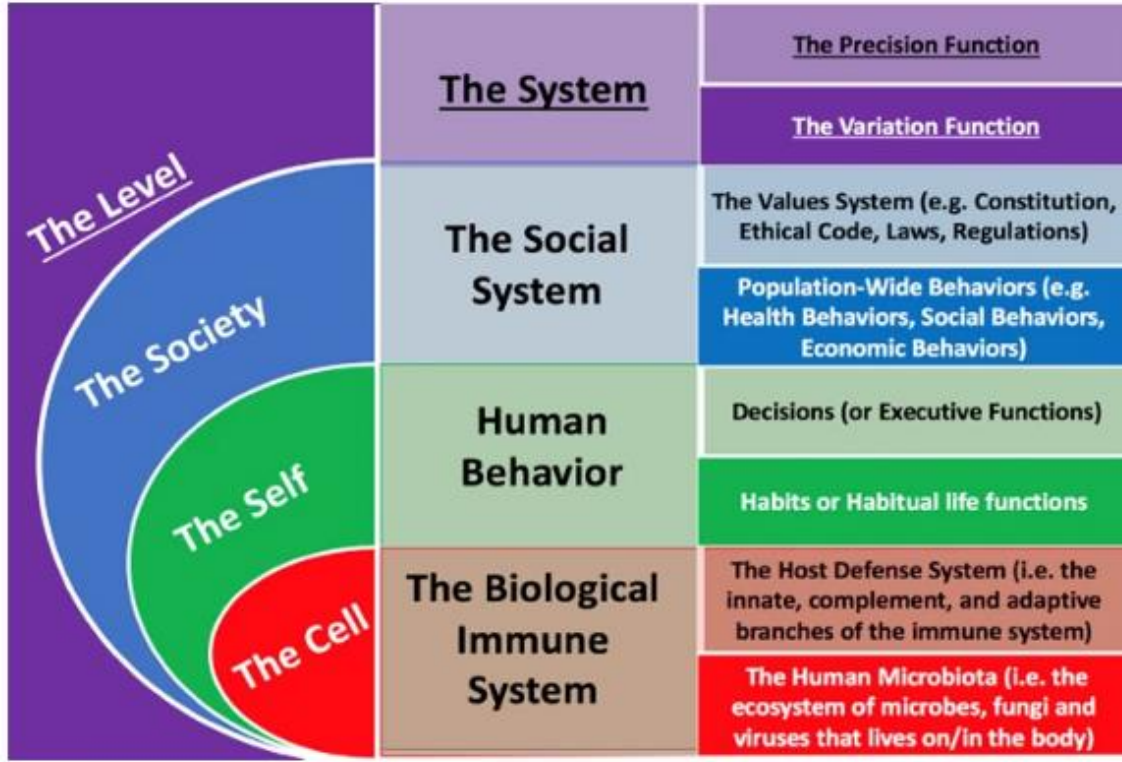 The Level
The Society
The Self
The Cell
The System
The Precision Function
The Variation Function
The Social
System
The Values System (e.g. Constitution,
Ethical Code, Laws, Regulations)
Population-Wide Behaviors (e.g.
Health Behaviors, Social Behaviors,
Economic Behaviors)
Human
Behavior
Decisions (or Executive Functions)
Habits or Habitual life functions
The Biological
Immune
System
The Host Defense System (i.e. the
innate, complement, and adaptive
branches of the immune system)
The Human Microbiota (i.e. the
ecosystem of microbes, fungi and
viruses that lives on/in the body)